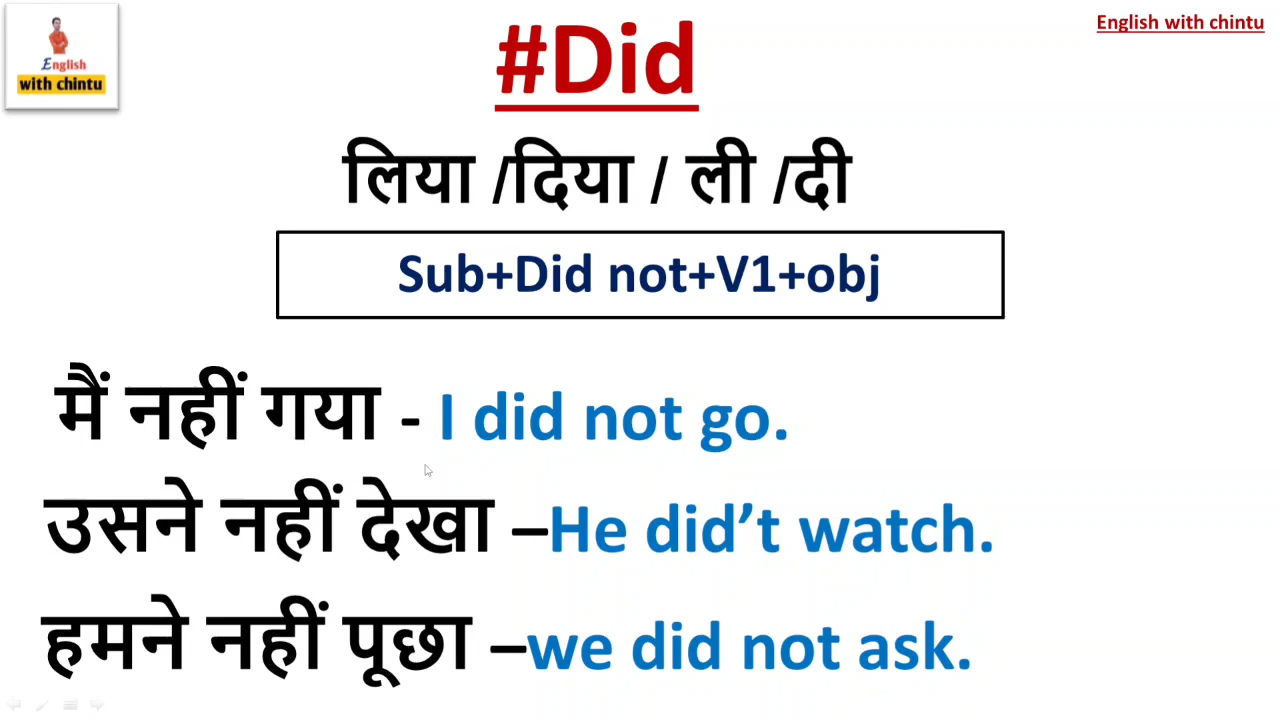 English
with chintu
English with chintu
#Did
लिया /दिया / ली /दी
Sub+Did not+V1+obj
मैं नहीं गया - I did not go.
उसने नहीं देखा –He did’t watch.
हमने नहीं पूछा –we did not ask.